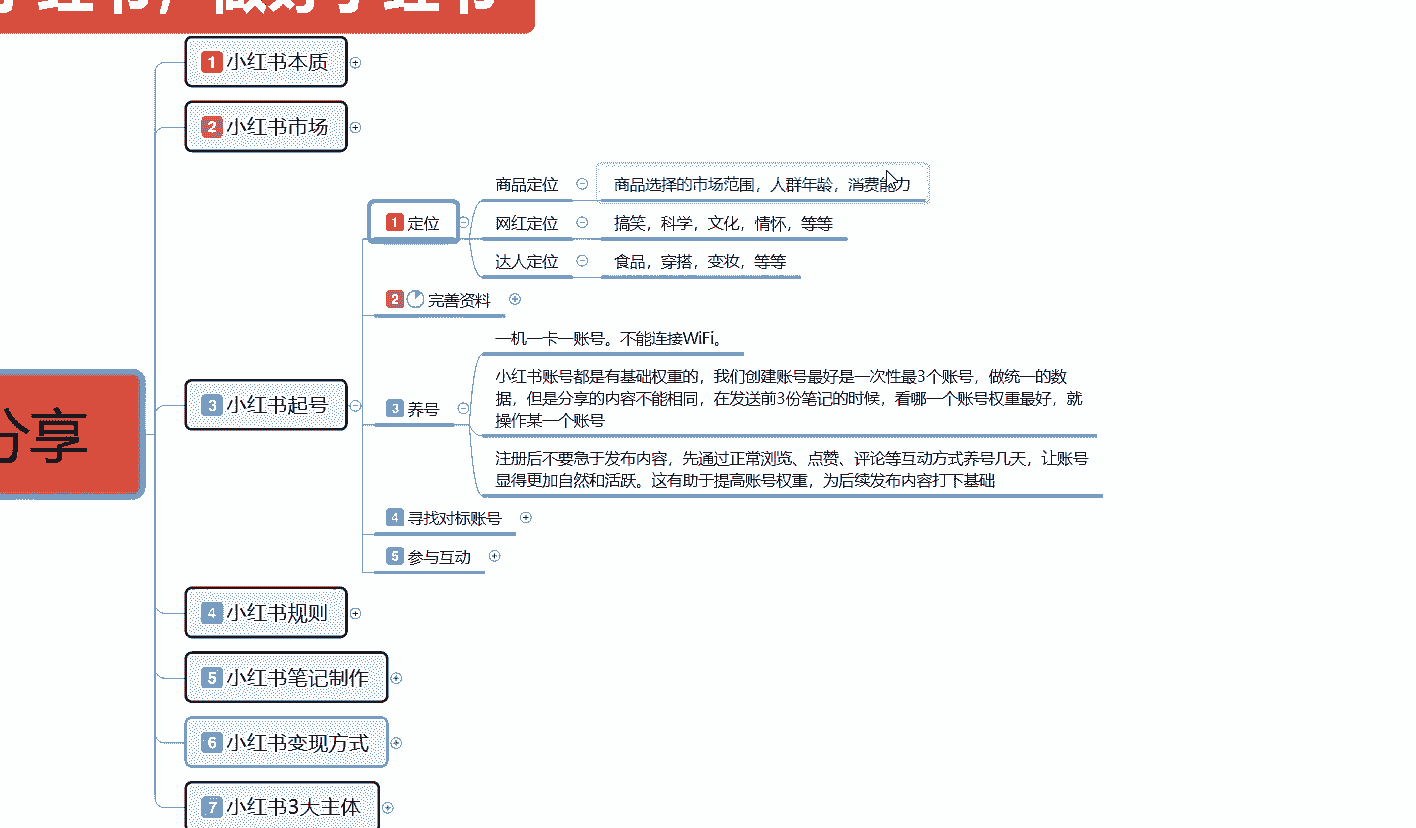 小红书，做好小红书
1 小红书本质
2 小红书市场
商品定位 商品选择的市场范围，人群年龄，消费能力
1 定位 网红定位 搞笑，科学，文化，情怀，等等
达人定位 食品，穿搭，变妆，等等
2 完善资料
一机一卡一账号。不能连接WiFi。
小红书账号都是有基础权重的，我们创建账号最好是一次性最3个账号，做统一的数
据，但是分享的内容不能相同，在发送前3份笔记的时候，看哪一个账号权重最好，就
操作某一个账号
3 小红书起号
3 养号
注册后不要急于发布内容，先通过正常浏览、点赞、评论等互动方式养号几天，让账号
显得更加自然和活跃。这有助于提高账号权重，为后续发布内容打下基础
分享
4 寻找对标账号
5 参与互动
4 小红书规则
5 小红书笔记制作
6 小红书变现方式
7 小红书3大主体